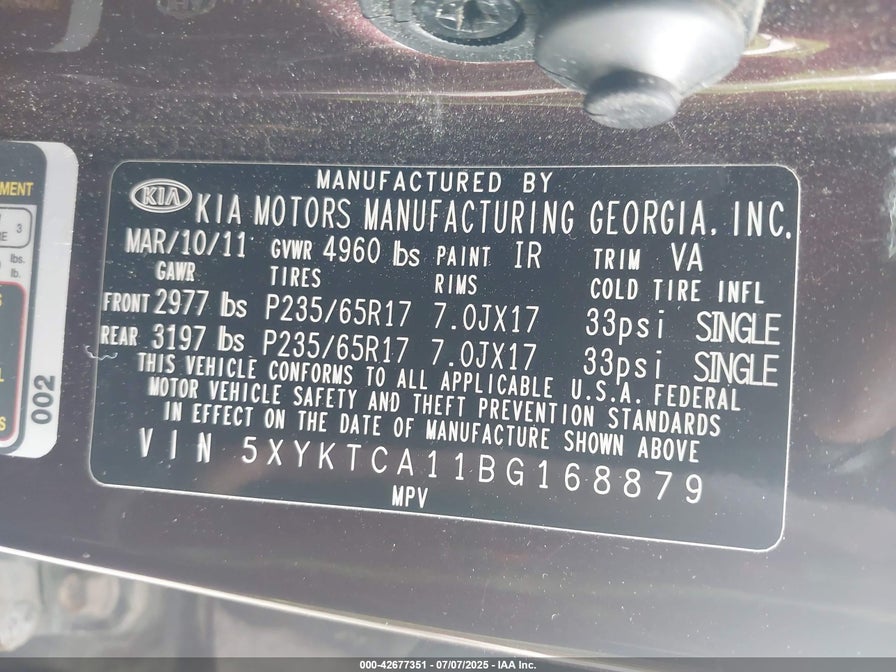 MANUFACTURED BY
KIA KIA MOTORS MANUFACTURING GEORGIA, INC.
MAR/10/11 GVWR 4960 lbs PAINT IR TRIM VA
GAWR TIRES RIMS COLD TIRE INFL
FRONT 2977 lbs P235/65R17 7.0JX17 33psi SINGLE
REAR 3197 lbs P235/65R17 7.0JX17 33psi SINGLE
THIS VEHICLE CONFORMS TO ALL APPLICABLE U.S.A. FEDERAL
MOTOR VEHICLE SAFETY AND THEFT PREVENTION STANDARDS
IN EFFECT ON THE DATE OF MANUFACTURE SHOWN ABOVE
VIN 5XYKTCA11BG168879
MPV
MENT
3
lbs.
lb.
002
000-42677351 - 07/07/2025 - IAA Inc.